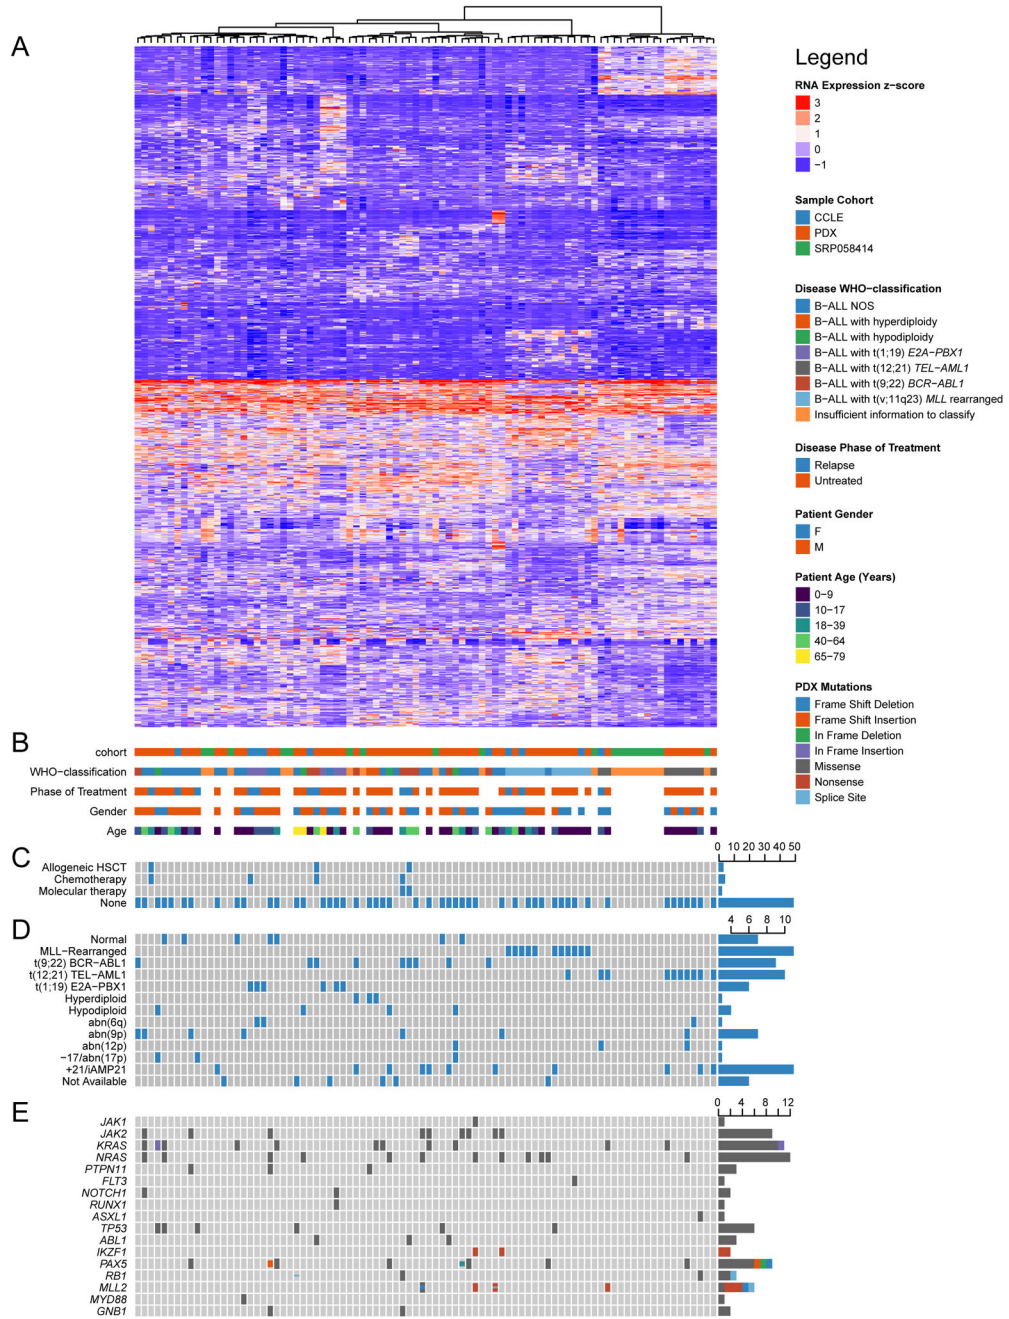 A
Legend
RNA Expression z−score
3
2
1
0
−1
Sample Cohort
CCLE
PDX
SRP058414
Disease WHO−classification
B−ALL NOS
B−ALL with hyperdiploidy
B−ALL with hypodiploidy
B−ALL with t(1;19) E2A−PBX1
B−ALL with t(12;21) TEL−AML1
B−ALL with t(9;22) BCR−ABL1
B−ALL with t(v;11q23) MLL rearranged
Insufficient information to classify
Disease Phase of Treatment
Relapse
Untreated
Patient Gender
F
M
Patient Age (Years)
0−9
10−17
18−39
40−64
65−79
PDX Mutations
Frame Shift Deletion
Frame Shift Insertion
In Frame Deletion
In Frame Insertion
Missense
Nonsense
Splice Site
B
cohort
WHO−classification
Phase of Treatment
Gender
Age
C
0 10 20 30 40 50
Allogeneic HSCT
Chemotherapy
Molecular therapy
None
D
4 6 8 10
Normal
MLL−Rearranged
t(9;22) BCR−ABL1
t(12;21) TEL−AML1
t(1;19) E2A−PBX1
Hyperdiploid
Hypodiploid
abn(6q)
abn(9p)
abn(12p)
−17/abn(17p)
+21/iAMP21
Not Available
E
0 2 4 6 8 12
JAK1
JAK2
KRAS
NRAS
PTPN11
FLT3
NOTCH1
RUNX1
ASXL1
TP53
ABL1
IKZF1
PAX5
RB1
MLL2
MYD88
GNB1